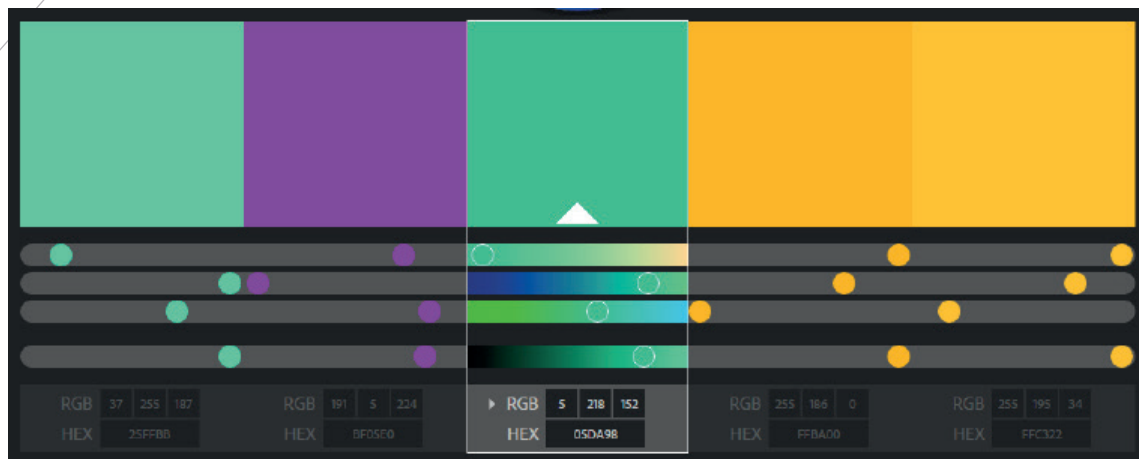 RGB 37 255 187
HEX 25FFBB
RGB 191 5 224
HEX BF05E0
RGB 5 218 152
HEX 05DA98
RGB 255 186 0
HEX FFBA00
RGB 255 195 34
HEX FFC322